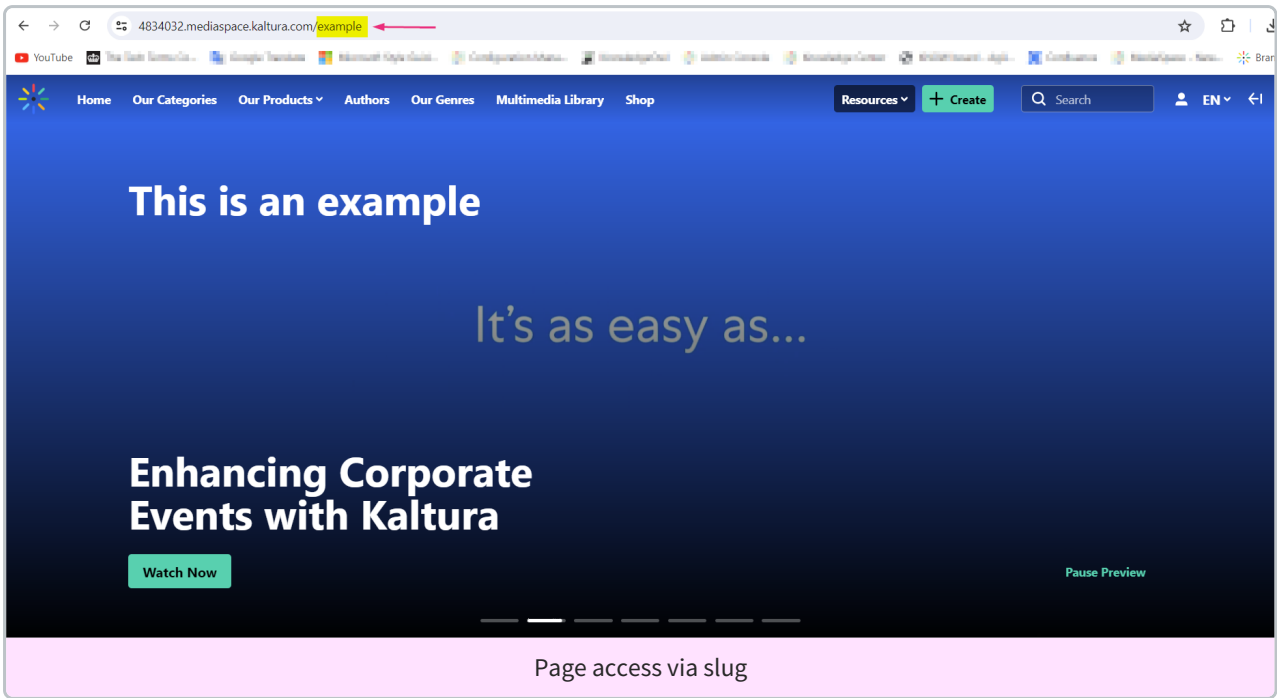 4834032.mediaspace.kaltura.com/example
YouTube
Bran
Home Our Categories Our Products Authors Our Genres Multimedia Library Shop Resources + Create Search EN
This is an example
It's as easy as...
Enhancing Corporate
Events with Kaltura
Watch Now Pause Preview
Page access via slug